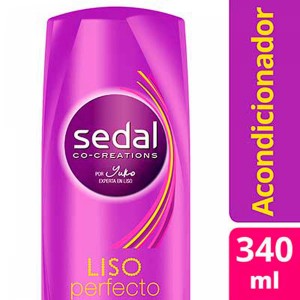 sedal
CO-CREATIONS
POR Yuko
EXPERTA EN LISO
LISO
perfecto
Acondicionador
340
ml